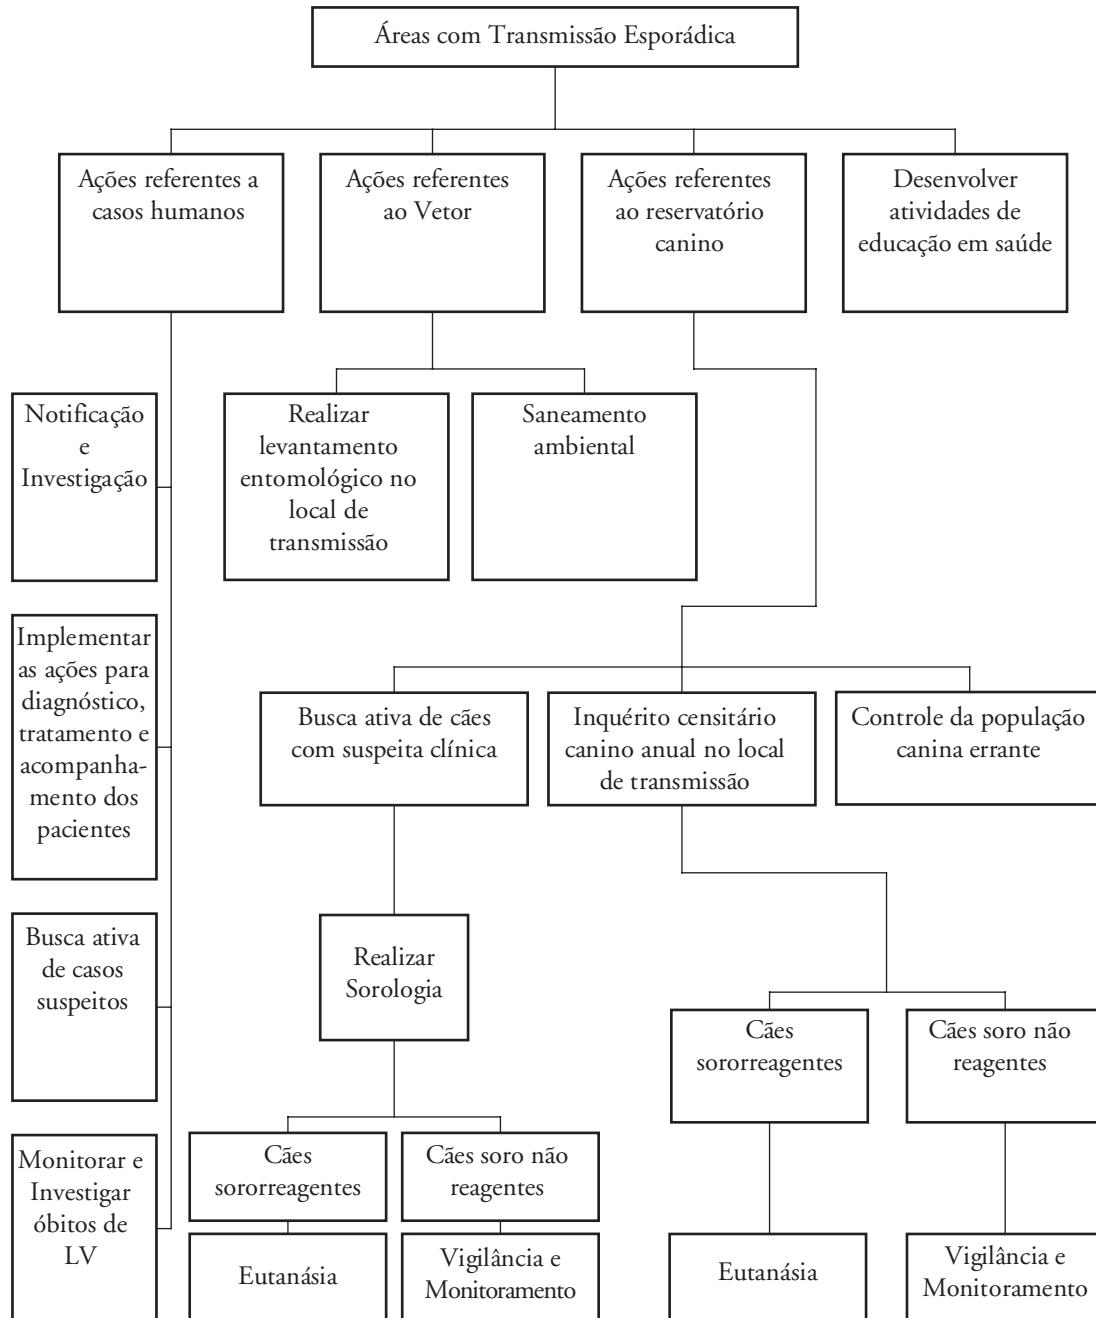 Áreas com Transmissão Esporádica
Ações referentes a
casos humanos
Ações referentes
ao Vetor
Ações referentes
ao reservatório
canino
Desenvolver
atividades de
educação em saúde
Notificação
e
Investigação
Realizar
levantamento
entomológico no
local de
transmissão
Saneamento
ambiental
Implementar
as ações para
diagnóstico,
tratamento e
acompanha-
mento dos
pacientes
Busca ativa de cães
com suspeita clínica
Inquérito censitário
canino anual no local
de transmissão
Controle da população
canina errante
Busca ativa
de casos
suspeitos
Realizar
Sorologia
Cães
sororreagentes
Cães soro não
reagentes
Monitorar e
Investigar
óbitos de
LV
Cães
sororreagentes
Cães soro não
reagentes
Eutanásia
Vigilância e
Monitoramento
Eutanásia
Vigilância e
Monitoramento